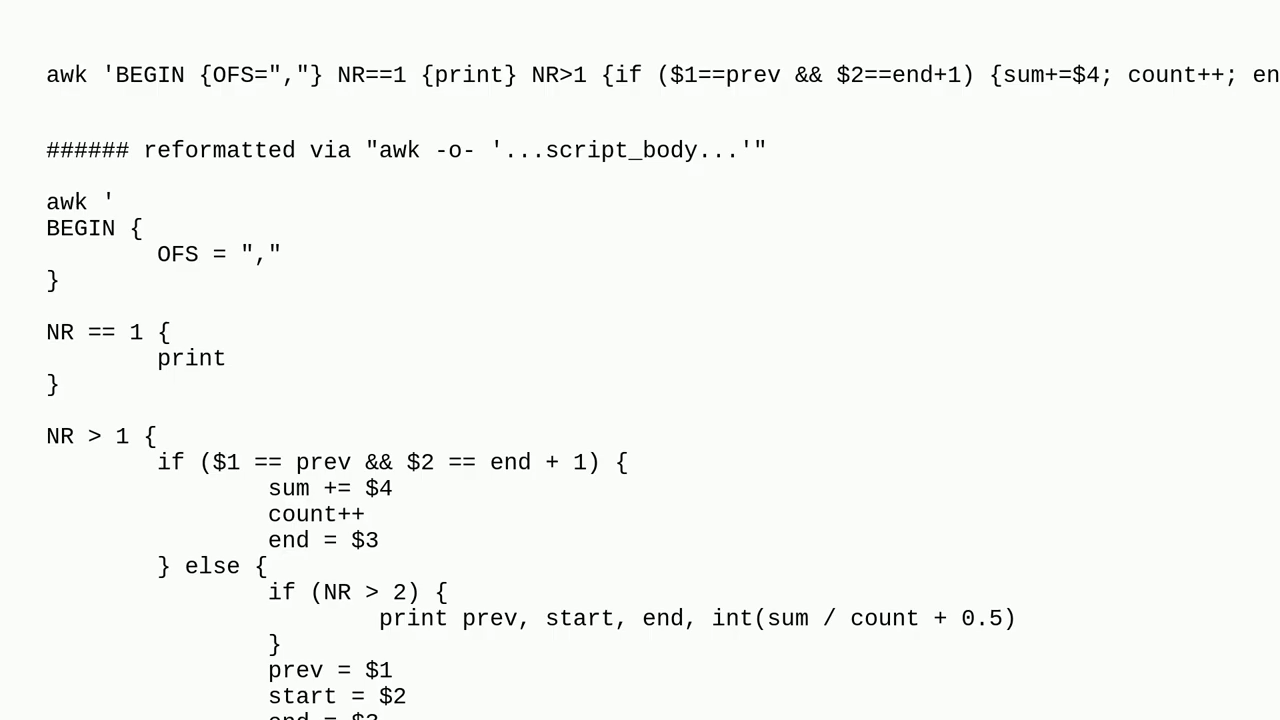 awk 'BEGIN {OFS=","} NR==1 {print} NR>1 {if ($1==prev && $2==end+1) {sum+=$4; count++; en
###### reformatted via "awk -o- '...script_body...'"
awk '
BEGIN {
        OFS = ","
}
NR == 1 {
        print
}
NR > 1 {
        if ($1 == prev && $2 == end + 1) {
                sum += $4
                count++
                end = $3
        } else {
                if (NR > 2) {
                        print prev, start, end, int(sum / count + 0.5)
                }
                prev = $1
                start = $2
                end = $3